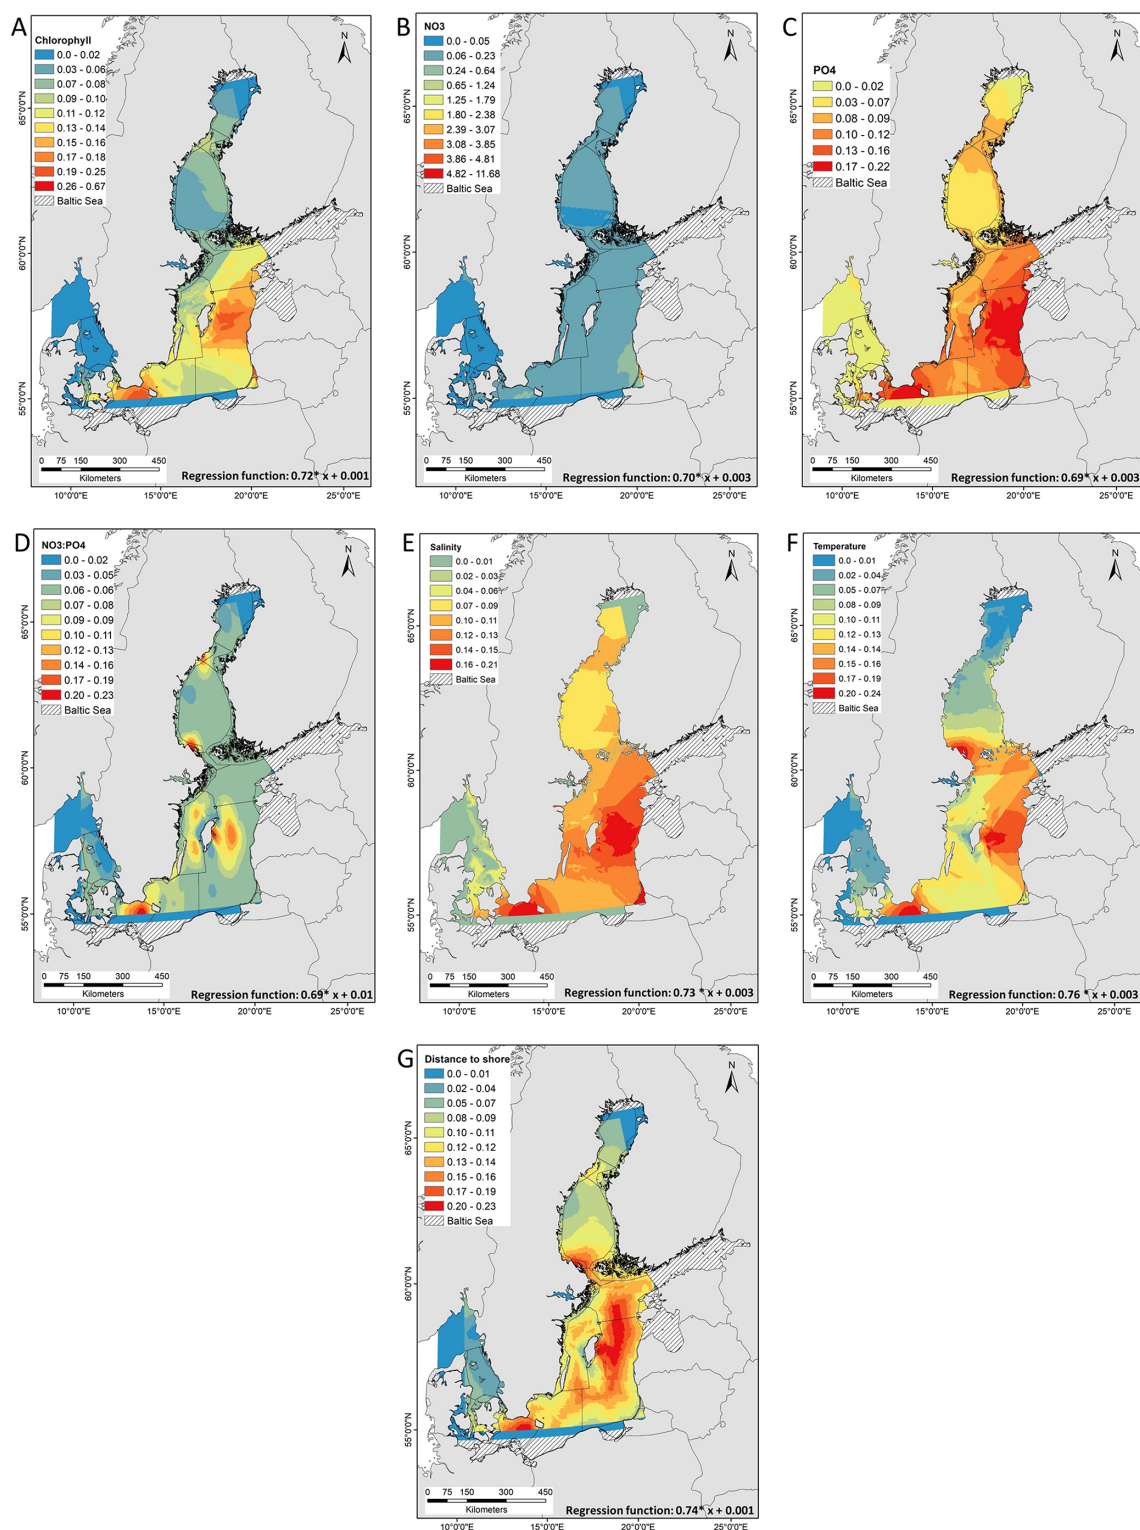 A
Chlorophyll
0.0 - 0.02
0.03 - 0.06
0.07 - 0.08
0.09 - 0.10
0.11 - 0.12
0.13 - 0.14
0.15 - 0.16
0.17 - 0.18
0.19 - 0.25
0.26 - 0.67
Baltic Sea
N
65°0'0"N
60°0'0"N
55°0'0"N
0 75 150 300 450
Kilometers
Regression function: 0.72* x + 0.001
10°0'0"E 15°0'0"E 20°0'0"E 25°0'0"E
B
NO3
0.0 - 0.05
0.06 - 0.23
0.24 - 0.64
0.65 - 1.24
1.25 - 1.79
1.80 - 2.38
2.39 - 3.07
3.08 - 3.85
3.86 - 4.81
4.82 - 11.68
Baltic Sea
N
65°0'0"N
60°0'0"N
55°0'0"N
0 75 150 300 450
Kilometers
Regression function: 0.70* x + 0.003
10°0'0"E 15°0'0"E 20°0'0"E 25°0'0"E
C
PO4
0.0 - 0.02
0.03 - 0.07
0.08 - 0.09
0.10 - 0.12
0.13 - 0.16
0.17 - 0.22
Baltic Sea
N
65°0'0"N
60°0'0"N
55°0'0"N
0 75 150 300 450
Kilometers
Regression function: 0.69* x + 0.003
10°0'0"E 15°0'0"E 20°0'0"E 25°0'0"E
D
NO3:PO4
0.0 - 0.02
0.03 - 0.05
0.06 - 0.06
0.07 - 0.08
0.09 - 0.09
0.10 - 0.11
0.12 - 0.13
0.14 - 0.16
0.17 - 0.19
0.20 - 0.23
Baltic Sea
N
65°0'0"N
60°0'0"N
55°0'0"N
0 75 150 300 450
Kilometers
Regression function: 0.69* x + 0.01
10°0'0"E 15°0'0"E 20°0'0"E 25°0'0"E
E
Salinity
0.0 - 0.01
0.02 - 0.03
0.04 - 0.06
0.07 - 0.09
0.10 - 0.11
0.12 - 0.13
0.14 - 0.15
0.16 - 0.21
Baltic Sea
N
65°0'0"N
60°0'0"N
55°0'0"N
0 75 150 300 450
Kilometers
Regression function: 0.73 * x + 0.003
10°0'0"E 15°0'0"E 20°0'0"E 25°0'0"E
F
Temperature
0.0 - 0.01
0.02 - 0.04
0.05 - 0.07
0.08 - 0.09
0.10 - 0.11
0.12 - 0.13
0.14 - 0.14
0.15 - 0.16
0.17 - 0.19
0.20 - 0.24
Baltic Sea
N
65°0'0"N
60°0'0"N
55°0'0"N
0 75 150 300 450
Kilometers
Regression function: 0.76 * x + 0.003
10°0'0"E 15°0'0"E 20°0'0"E 25°0'0"E
G
Distance to shore
0.0 - 0.01
0.02 - 0.04
0.05 - 0.07
0.08 - 0.09
0.10 - 0.11
0.12 - 0.12
0.13 - 0.14
0.15 - 0.16
0.17 - 0.19
0.20 - 0.23
Baltic Sea
N
65°0'0"N
60°0'0"N
55°0'0"N
0 75 150 300 450
Kilometers
Regression function: 0.74* x + 0.001
10°0'0"E 15°0'0"E 20°0'0"E 25°0'0"E